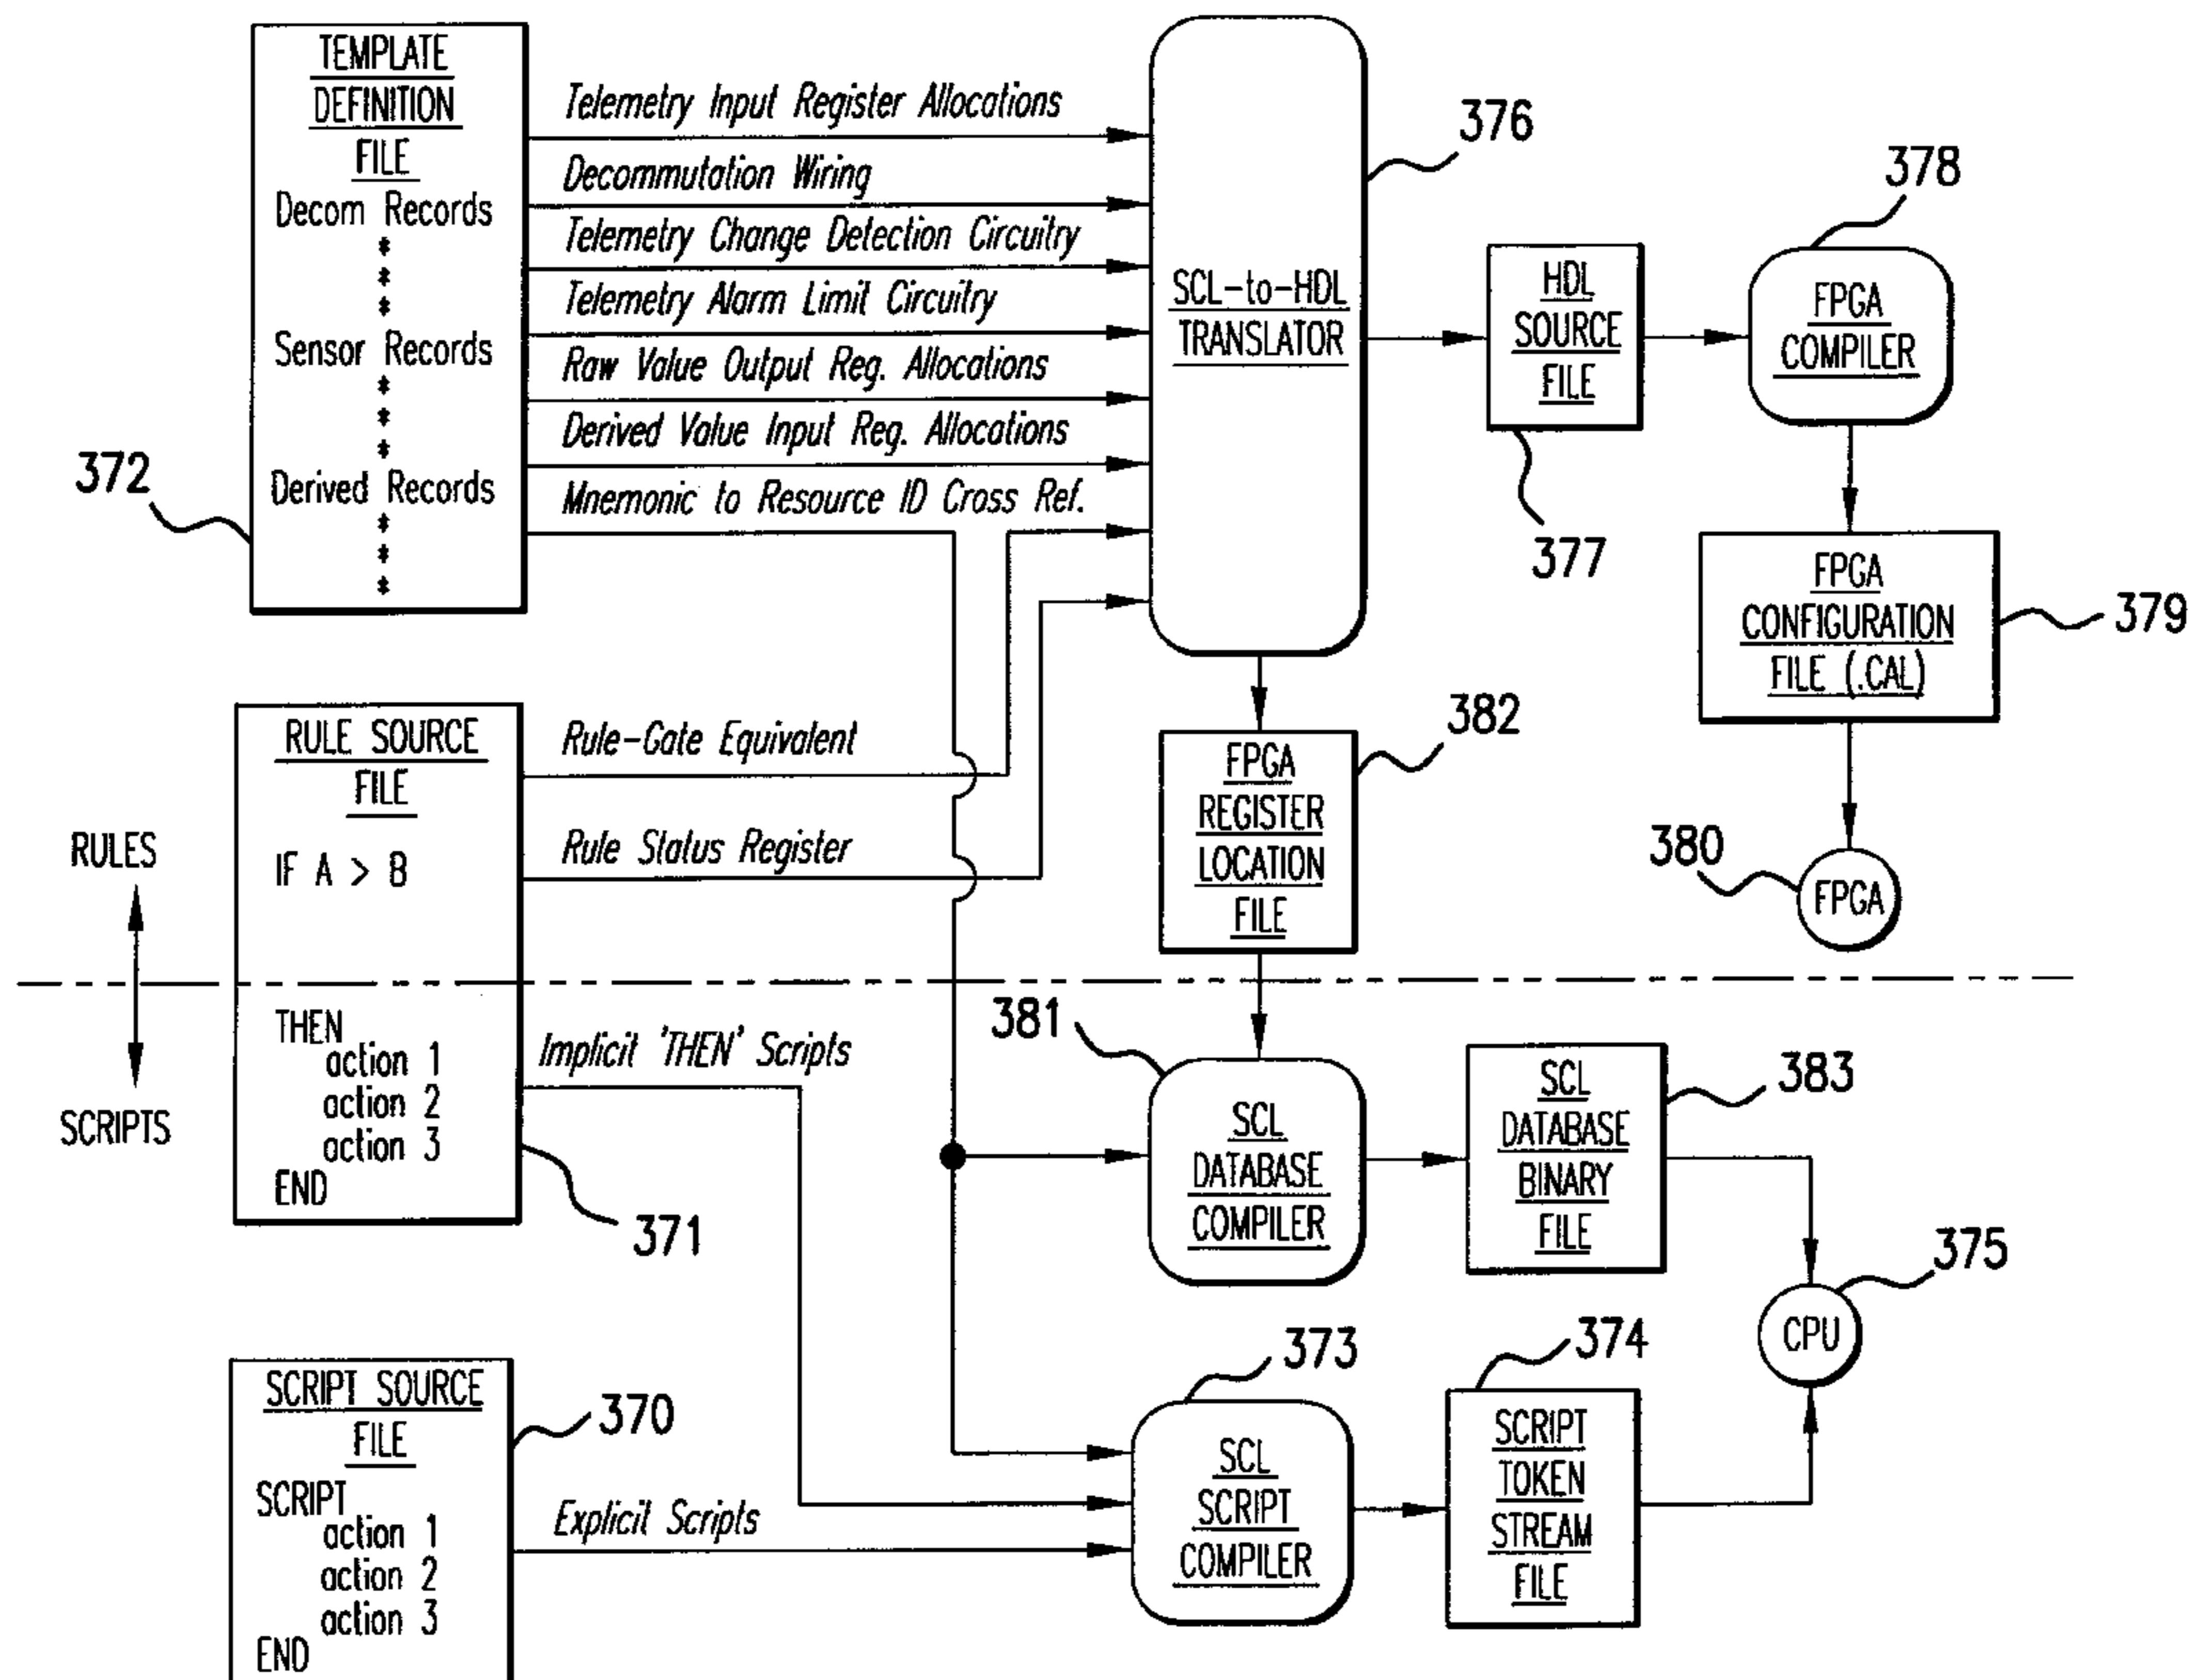 TEMPLATE
DEFINITION
FILE
Decom Records
*
*
*
Sensor Records
*
*
*
Derived Records
*
*
*
372
Telemetry Input Register Allocations
Decommutation Wiring
Telemetry Change Detection Circuitry
Telemetry Alarm Limit Circuitry
Raw Value Output Reg. Allocations
Derived Value Input Reg. Allocations
Mnemonic to Resource ID Cross Ref.
SCL-to-HDL
TRANSLATOR
376
HDL
SOURCE
FILE
377
FPGA
COMPILER
378
FPGA
CONFIGURATION
FILE (.CAL)
379
FPGA
380
RULE SOURCE
FILE
IF A > B
THEN
action 1
action 2
action 3
END
371
RULES
SCRIPTS
Rule-Gate Equivalent
Rule Status Register
Implicit 'THEN' Scripts
FPGA
REGISTER
LOCATION
FILE
382
SCL
DATABASE
COMPILER
381
SCL
DATABASE
BINARY
FILE
383
CPU
375
SCRIPT SOURCE
FILE
SCRIPT
action 1
action 2
action 3
END
370
Explicit Scripts
SCL
SCRIPT
COMPILER
373
SCRIPT
TOKEN
STREAM
FILE
374